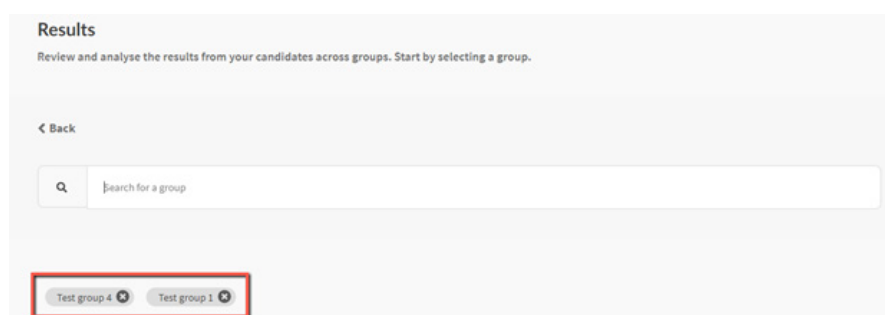 Results
Review and analyse the results from your candidates across groups. Start by selecting a group.
Back
Search for a group
Test group 4 Test group 1